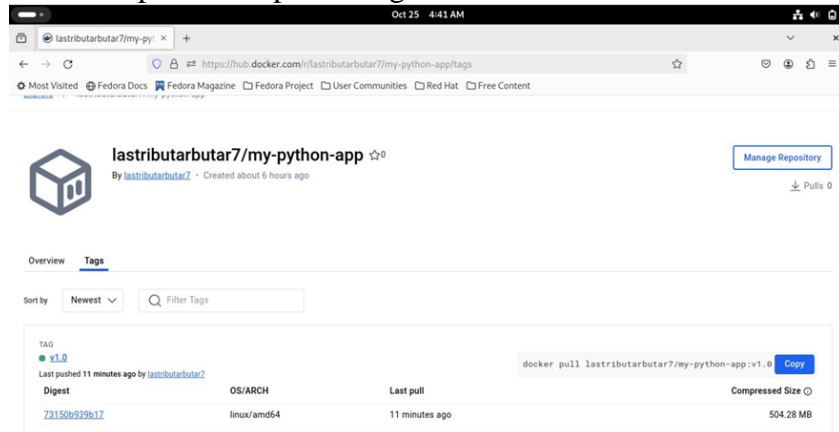 Oct 25 4:41 AM
lastributarbutar7/my-pyt × +
https://hub.docker.com/r/lastributarbutar7/my-python-app/tags
Most Visited Fedora Docs Fedora Magazine Fedora Project User Communities Red Hat Free Content
lastributarbutar7/my-python-app ☆0
Manage Repository
By lastributarbutar7 · Created about 6 hours ago
Pulls 0
Overview Tags
Sort by Newest Filter Tags
TAG
v1.0
docker pull lastributarbutar7/my-python-app:v1.0 Copy
Last pushed 11 minutes ago by lastributarbutar7
Digest OS/ARCH Last pull Compressed Size
73150b939b17 linux/amd64 11 minutes ago 504.28 MB